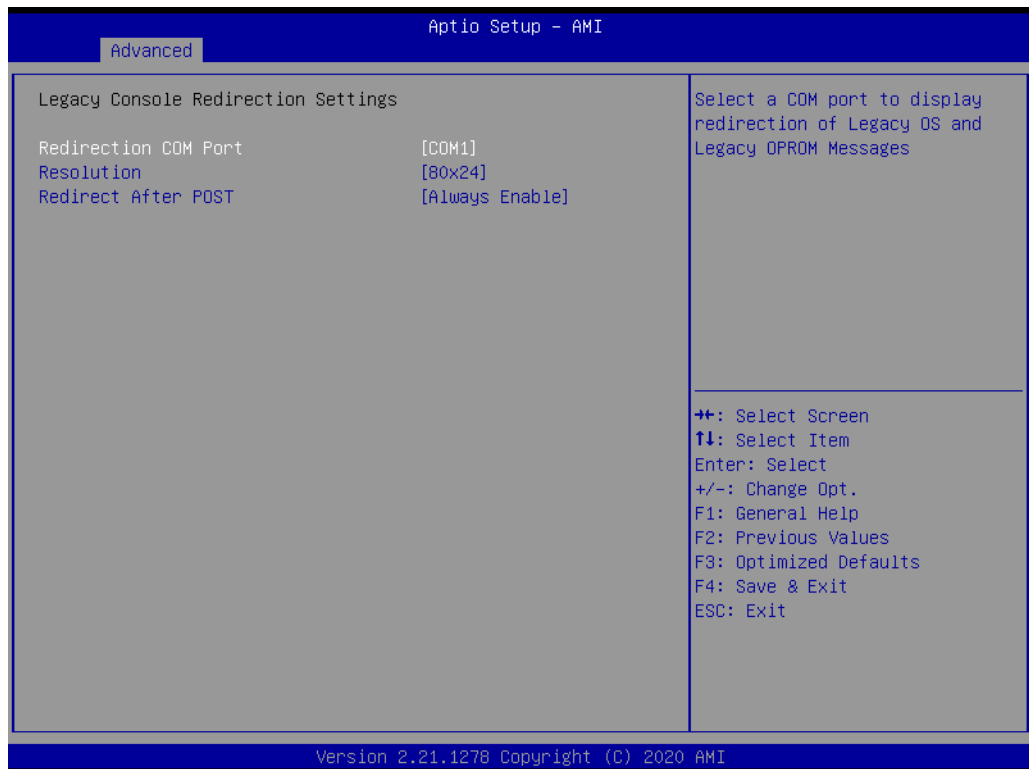 Aptio Setup – AMI
Advanced
Legacy Console Redirection Settings
Redirection COM Port [COM1]
Resolution [80x24]
Redirect After POST [Always Enable]
Select a COM port to display
redirection of Legacy OS and
Legacy OPROM Messages
→←: Select Screen
↑↓: Select Item
Enter: Select
+/-: Change Opt.
F1: General Help
F2: Previous Values
F3: Optimized Defaults
F4: Save & Exit
ESC: Exit
Version 2.21.1278 Copyright (C) 2020 AMI